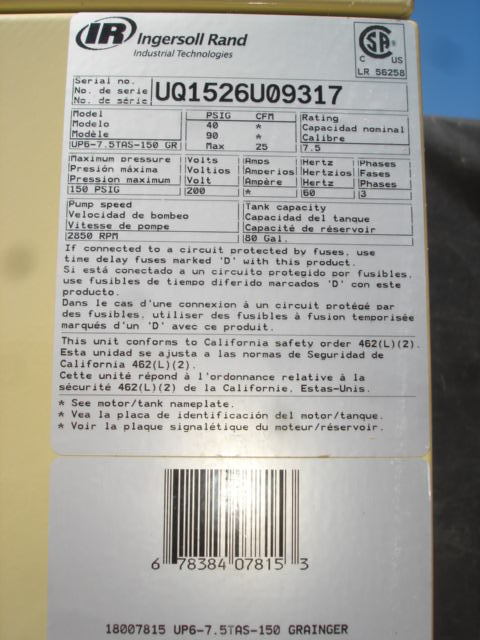 IR Ingersoll Rand
Industrial Technologies
CSA
C US
LR 56258
Serial no.
No. de serie
No. de série
UQ1526U09317
Model
Modelo
Modèle
UP6-7.5TAS-150 GR
PSIG CFM
40 *
90 *
Max 25
Rating
Capacidad nominal
Calibre
7.5
Maximum pressure
Presión máxima
Pression maximum
150 PSIG
Volts
Voltios
Volt
200
Amps
Amperios
Ampère
*
Hertz
Hertzios
Hertz
60
Phases
Fases
Phases
3
Pump speed
Velocidad de bombeo
Vitesse de pompe
2850 RPM
Tank capacity
Capacidad del tanque
Capacité de réservoir
80 Gal.
If connected to a circuit protected by fuses, use
time delay fuses marked 'D' with this product.
Si está conectado a un circuito protegido por fusibles,
use fusibles de tiempo diferido marcados 'D' con este
producto.
Dans le cas d'une connexion à un circuit protégé par
des fusibles, utiliser des fusibles à fusion temporisée
marqués d'un 'D' avec ce produit.
This unit conforms to California safety order 462(L)(2).
Esta unidad se ajusta a las normas de Seguridad de
California 462(L)(2).
Cette unité répond à l'ordonnance relative à la
sécurité 462(L)(2) de la Californie, Estas-Unis.
* See motor/tank nameplate.
* Vea la placa de identificación del motor/tanque.
* Voir la plaque signalétique du moteur/réservoir.
6 78384 07815 3
18007815 UP6-7.5TAS-150 GRAINGER